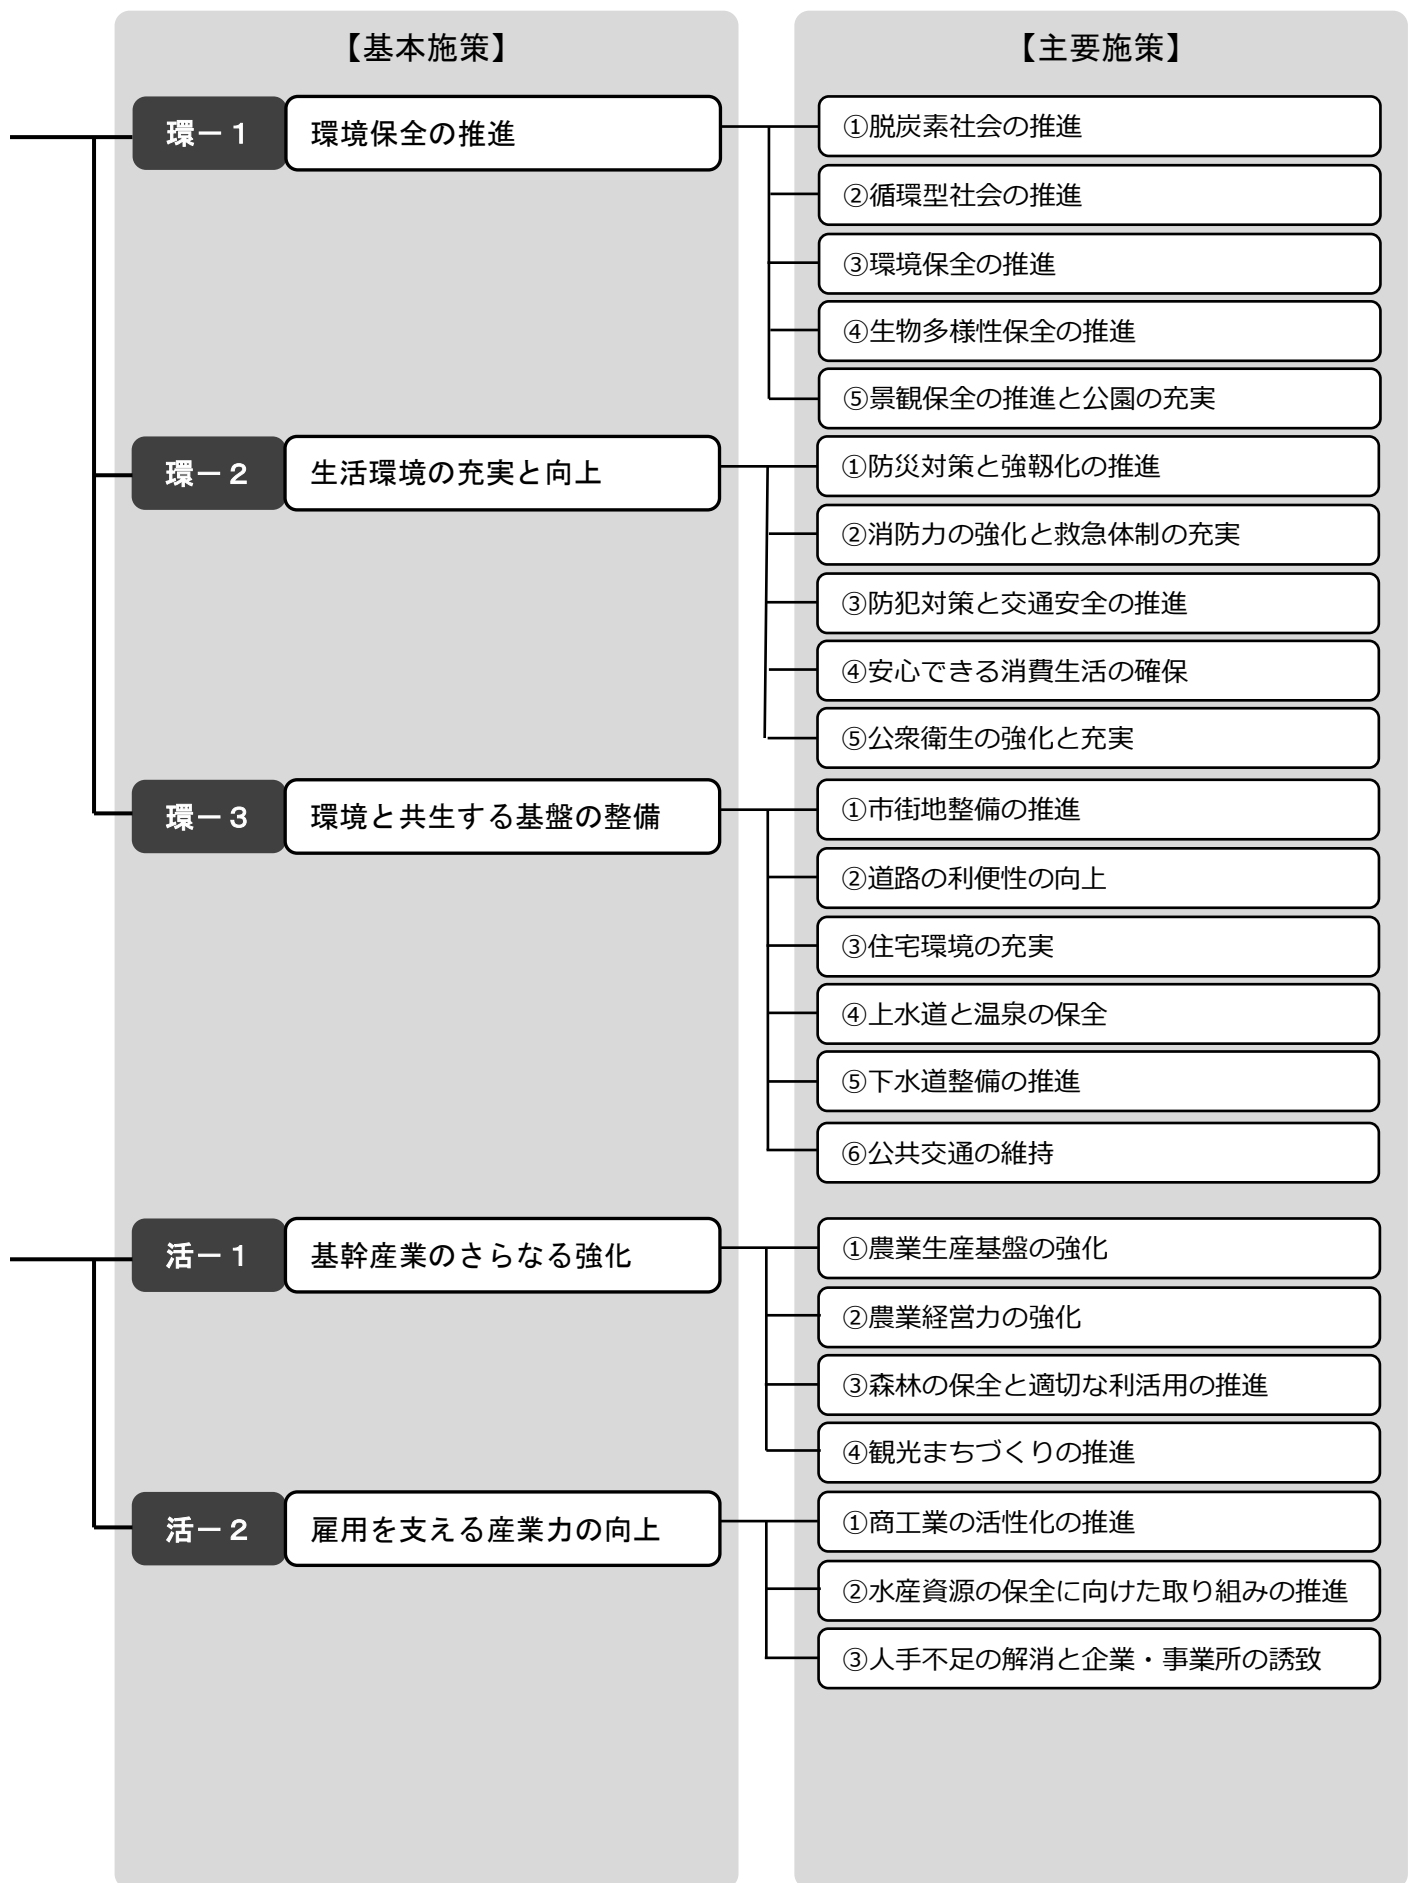 【基本施策】
【主要施策】
環－１ 環境保全の推進
①脱炭素社会の推進
②循環型社会の推進
③環境保全の推進
④生物多様性保全の推進
⑤景観保全の推進と公園の充実
環－２ 生活環境の充実と向上
①防災対策と強靱化の推進
②消防力の強化と救急体制の充実
③防犯対策と交通安全の推進
④安心できる消費生活の確保
⑤公衆衛生の強化と充実
環－３ 環境と共生する基盤の整備
①市街地整備の推進
②道路の利便性の向上
③住宅環境の充実
④上水道と温泉の保全
⑤下水道整備の推進
⑥公共交通の維持
活－１ 基幹産業のさらなる強化
①農業生産基盤の強化
②農業経営力の強化
③森林の保全と適切な利活用の推進
④観光まちづくりの推進
活－２ 雇用を支える産業力の向上
①商工業の活性化の推進
②水産資源の保全に向けた取り組みの推進
③人手不足の解消と企業・事業所の誘致